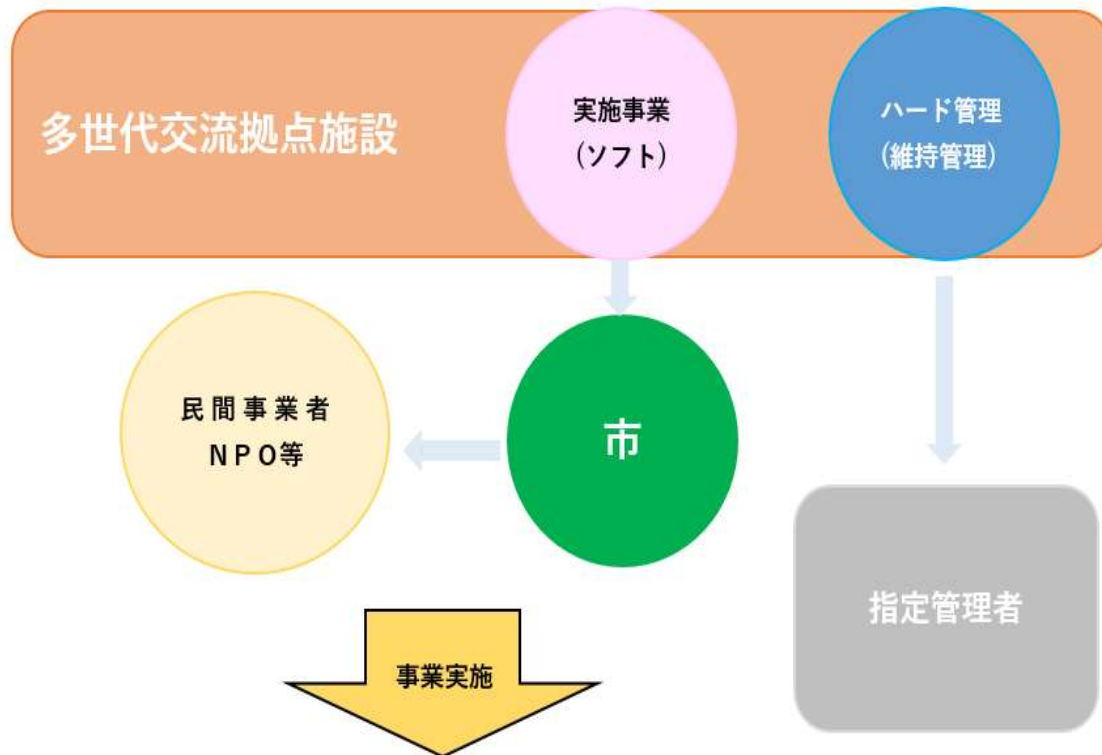 多世代交流拠点施設
実施事業
(ソフト)
ハード管理
(維持管理)
民間事業者
ＮＰＯ等
市
指定管理者
事業実施